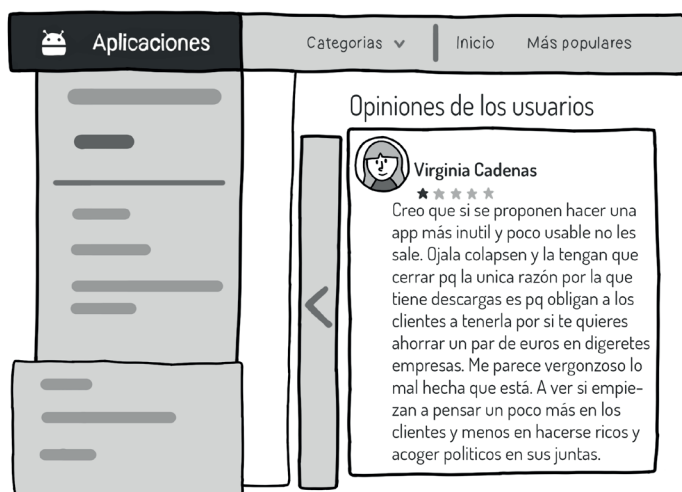 Aplicaciones
Categorias
Inicio
Más populares
Opiniones de los usuarios
Virginia Cadenas
Creo que si se proponen hacer una
app más inutil y poco usable no les
sale. Ojala colapsen y la tengan que
cerrar pq la unica razón por la que
tiene descargas es pq obligan a los
clientes a tenerla por si te quieres
ahorrar un par de euros en digeretes
empresas. Me parece vergonzoso lo
mal hecha que está. A ver si empie-
zan a pensar un poco más en los
clientes y menos en hacerse ricos y
acoger politicos en sus juntas.